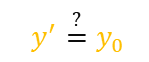 y′ ≟ y₀